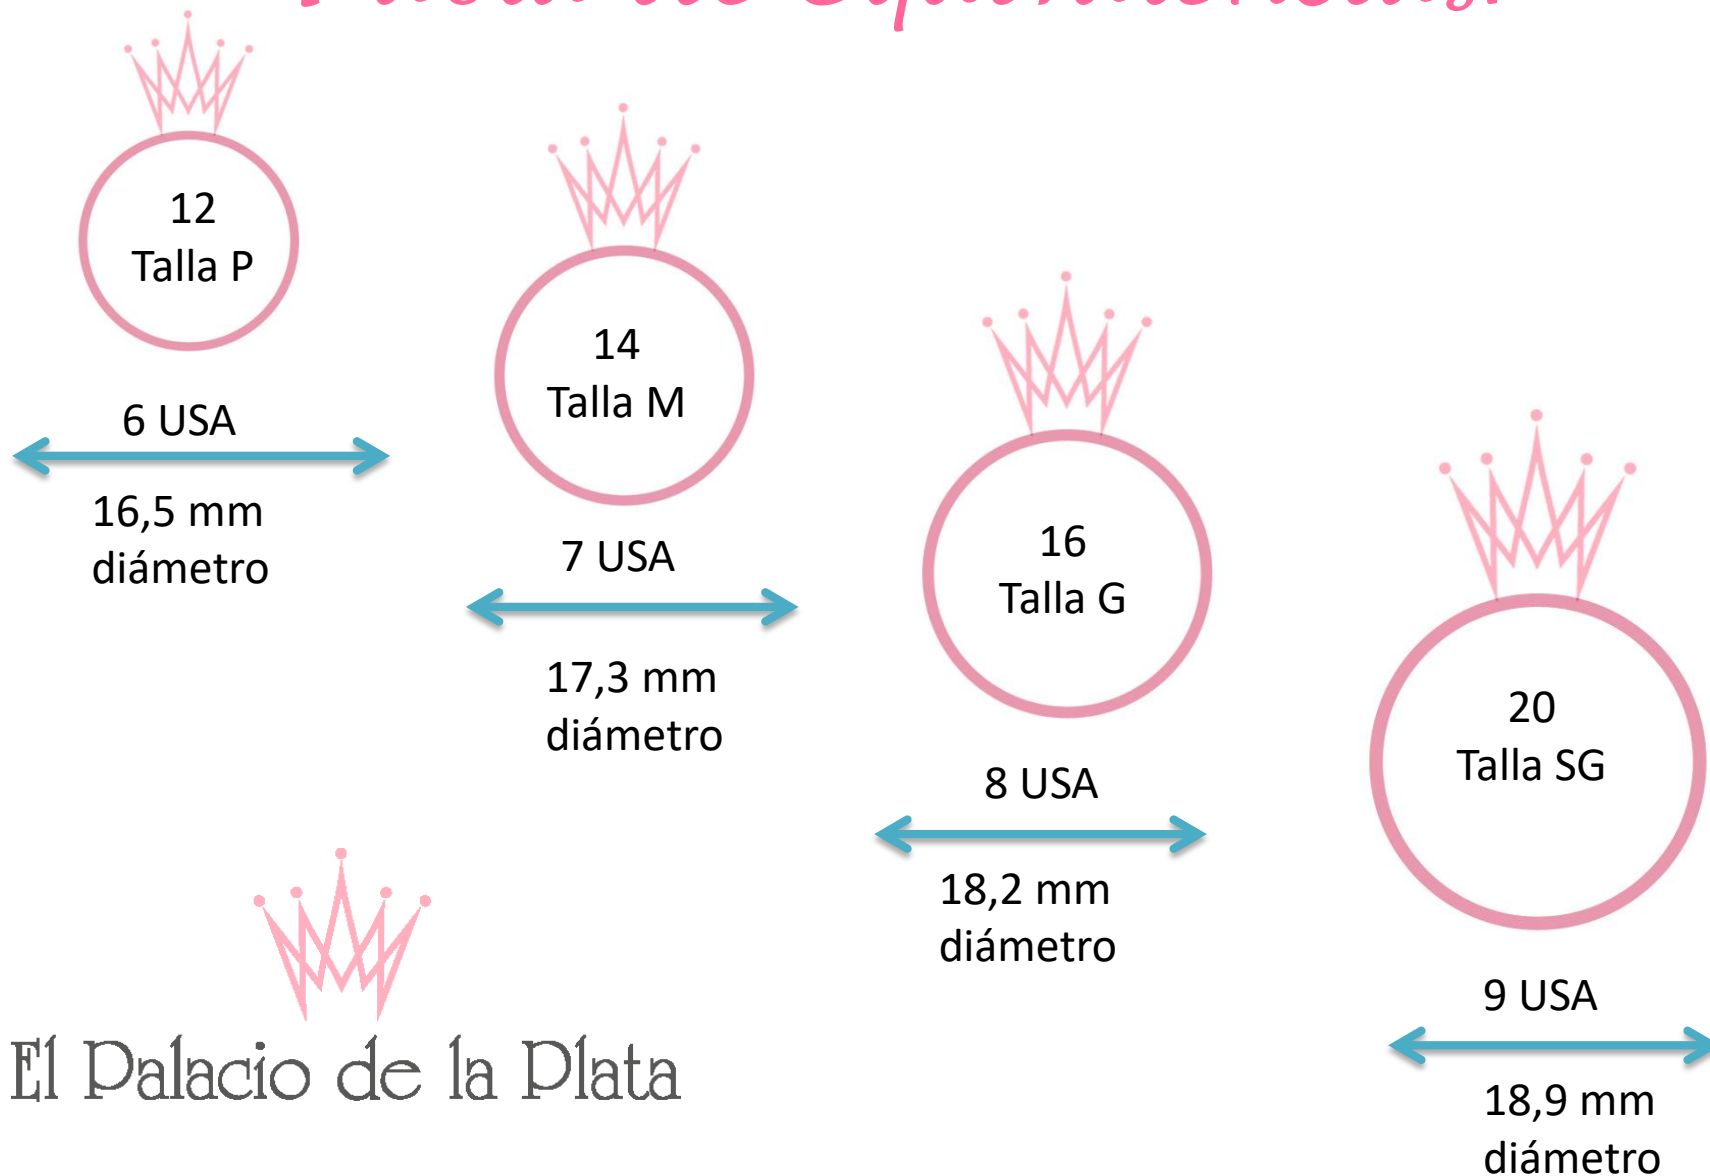 de
12
Talla P
6 USA
16,5 mm
diámetro
14
Talla M
7 USA
17,3 mm
diámetro
16
Talla G
8 USA
18,2 mm
diámetro
20
Talla SG
9 USA
18,9 mm
diámetro
El Palacio de la Plata